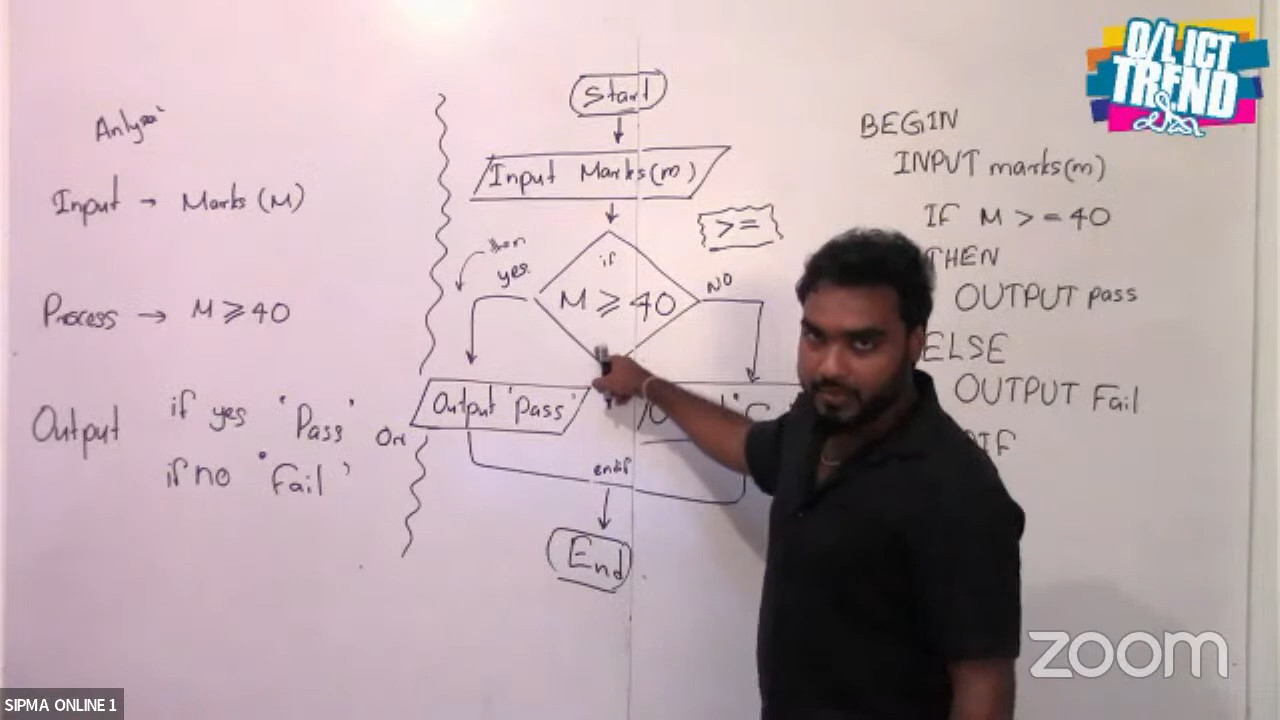 Anlysi
Input → Marks (M)
Process → M ≥ 40
Output if yes 'Pass'
if no 'Fail'
Or
Start
Input Marks(m)
>=
if
M ≥ 40
then
yes
NO
Output 'Pass'
endif
End
BEGIN
INPUT marks(m)
IF M >= 40
THEN
OUTPUT pass
ELSE
OUTPUT Fail
IF
O/L ICT
TREND
zoom
SIPMA ONLINE 1